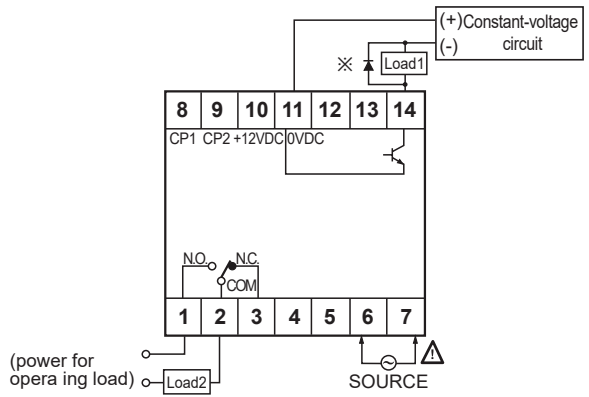 (+)Constant-voltage
(-) circuit
※ Load1
8 9 10 11 12 13 14
CP1 CP2 +12VDC 0VDC
N.O. N.C.
COM
1 2 3 4 5 6 7
(power for
opera ing load)
Load2
SOURCE
!